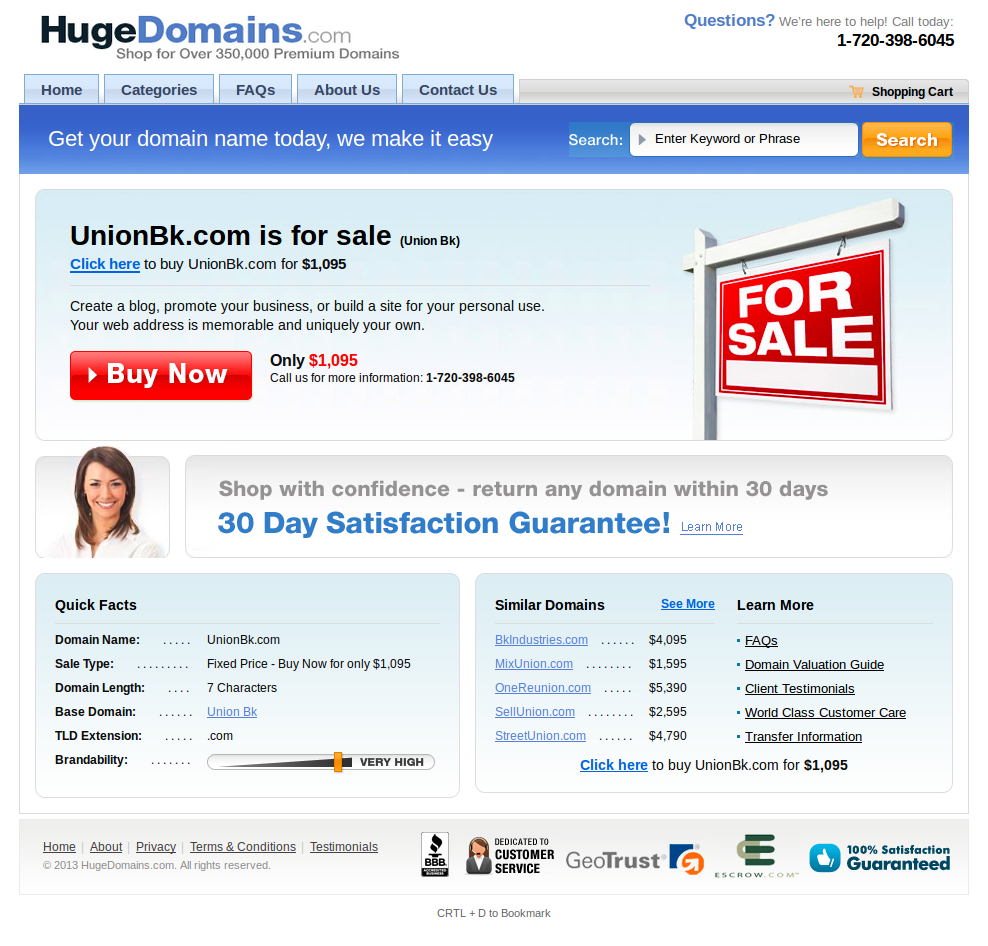 HugeDomains.com
Shop for Over 350,000 Premium Domains
Questions? We're here to help! Call today:
1-720-398-6045
Home
Categories
FAQs
About Us
Contact Us
Shopping Cart
Get your domain name today, we make it easy
Search:
Enter Keyword or Phrase
Search
UnionBk.com is for sale (Union Bk)
Click here to buy UnionBk.com for $1,095
Create a blog, promote your business, or build a site for your personal use.
Your web address is memorable and uniquely your own.
Buy Now
Only $1,095
Call us for more information: 1-720-398-6045
FOR
SALE
Shop with confidence - return any domain within 30 days
30 Day Satisfaction Guarantee! Learn More
Quick Facts
Domain Name: . . . . . UnionBk.com
Sale Type: . . . . . . . . . Fixed Price - Buy Now for only $1,095
Domain Length: . . . . 7 Characters
Base Domain: . . . . . . Union Bk
TLD Extension: . . . . . .com
Brandability: . . . . . . . VERY HIGH
Similar Domains See More
BkIndustries.com . . . . . . $4,095
MixUnion.com . . . . . . . . $1,595
OneReunion.com . . . . . $5,390
SellUnion.com . . . . . . . . $2,595
StreetUnion.com . . . . . . $4,790
Learn More
FAQs
Domain Valuation Guide
Client Testimonials
World Class Customer Care
Transfer Information
Click here to buy UnionBk.com for $1,095
Home | About | Privacy | Terms & Conditions | Testimonials
© 2013 HugeDomains.com. All rights reserved.
BBB.
ACCREDITED
BUSINESS
DEDICATED TO
CUSTOMER
SERVICE
GeoTrust®
ESCROW.COM™
100% Satisfaction
Guaranteed
CRTL + D to Bookmark